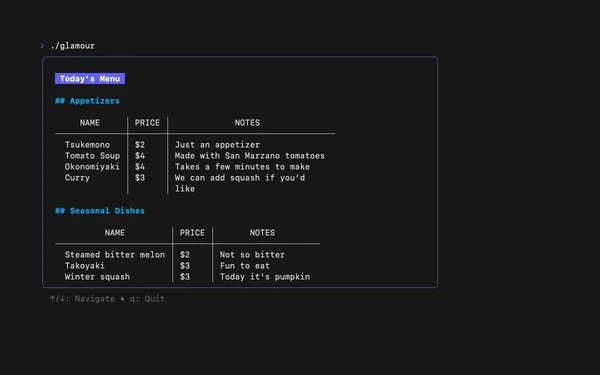 > ./glamour
Today's Menu
## Appetizers
NAME PRICE NOTES
Tsukemono $2 Just an appetizer
Tomato Soup $4 Made with San Marzano tomatoes
Okonomiyaki $4 Takes a few minutes to make
Curry $3 We can add squash if you’d
like
## Seasonal Dishes
NAME PRICE NOTES
Steamed bitter melon $2 Not so bitter
Takoyaki $3 Fun to eat
Winter squash $3 Today it's pumpkin
↑/↓: Navigate • q: Quit